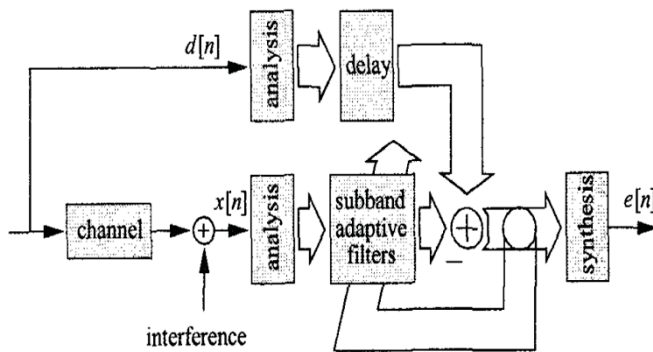 d[n]
analysis
delay
x[n]
channel
+
analysis
subband
adaptive
filters
+
−
synthesis
e[n]
interference